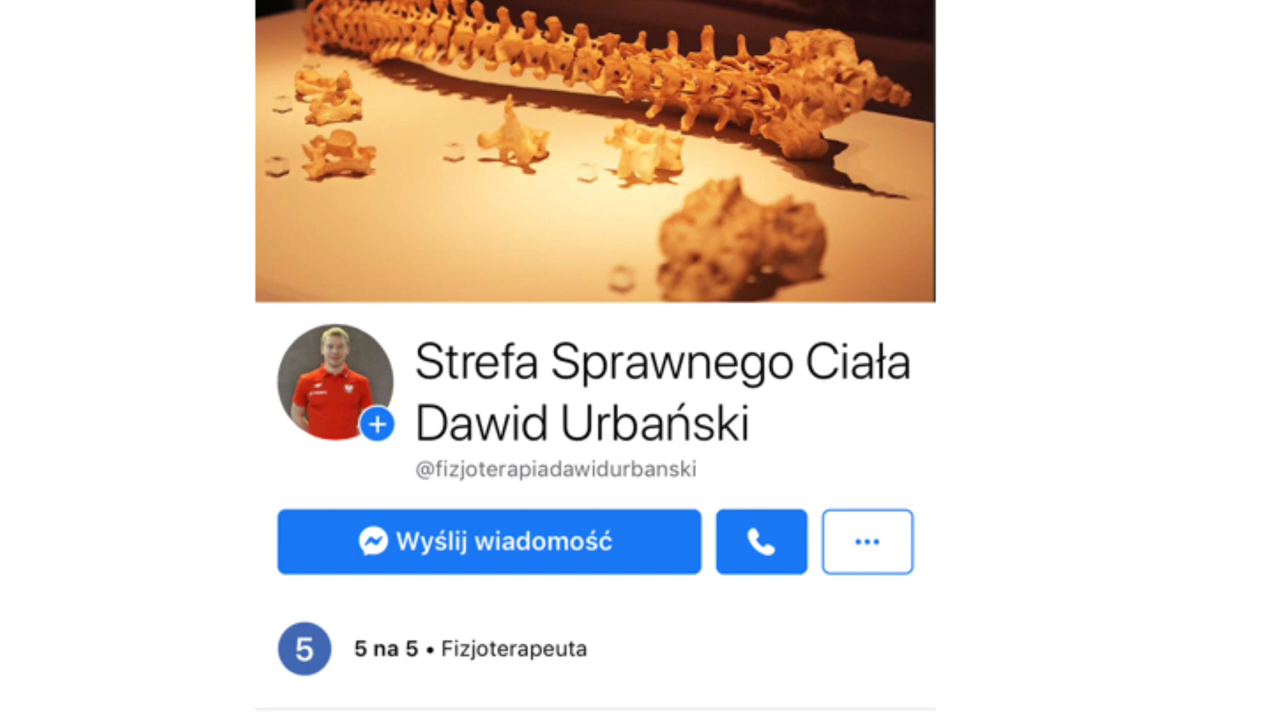 Strefa Sprawnego Ciała
Dawid Urbański
@fizjoterapiadawidurbanski
Wyślij wiadomość
5
5 na 5 • Fizjoterapeuta